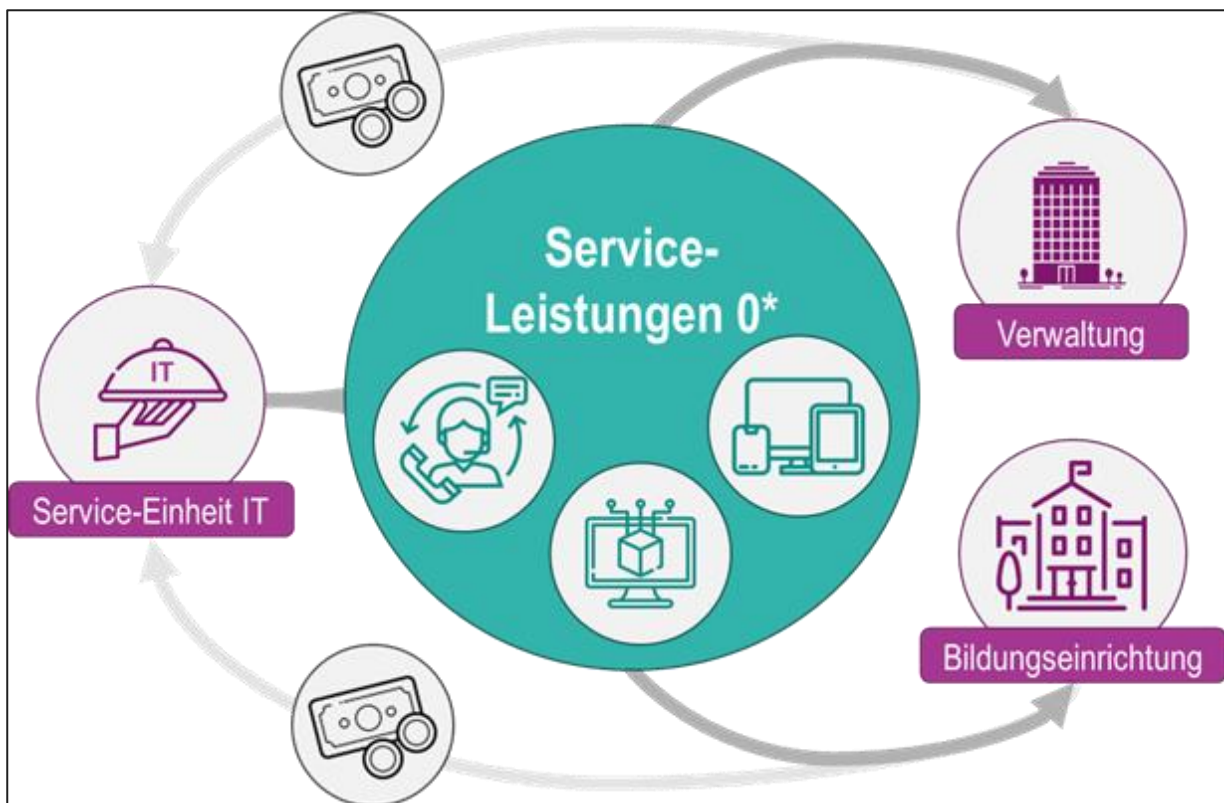 Service-
Leistungen 0*
IT
Service-Einheit IT
Verwaltung
Bildungseinrichtung